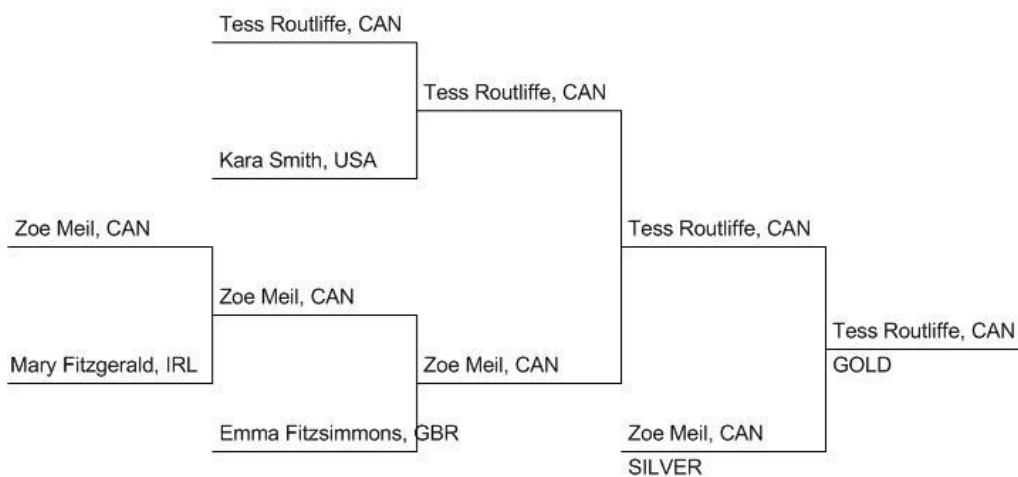 Tess Routliffe, CAN
Tess Routliffe, CAN
Kara Smith, USA
Zoe Meil, CAN
Tess Routliffe, CAN
Zoe Meil, CAN
Tess Routliffe, CAN
Mary Fitzgerald, IRL
Zoe Meil, CAN
GOLD
Emma Fitzsimmons, GBR
Zoe Meil, CAN
SILVER